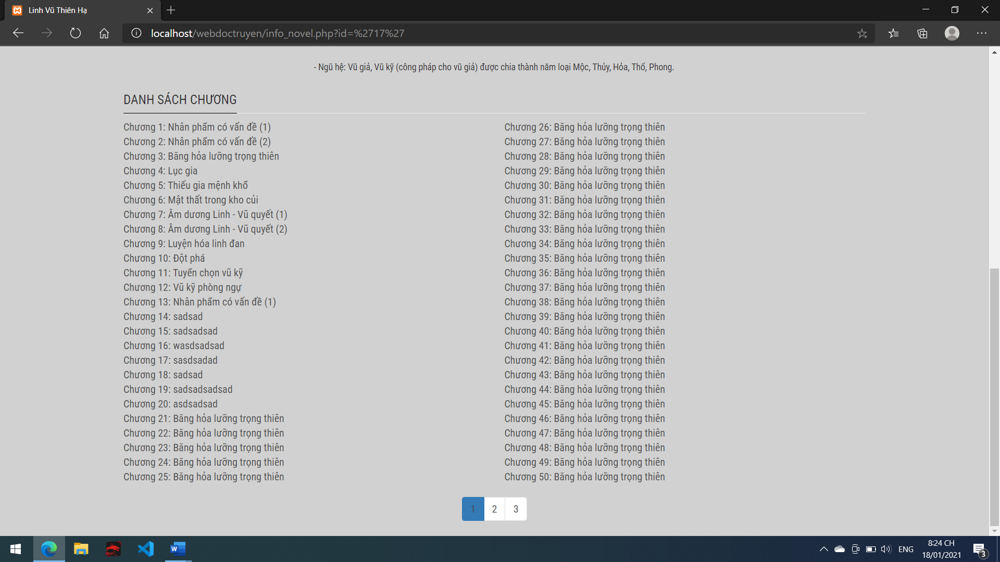 Linh Vũ Thiên Hạ
localhost/webdoctruyen/info_novel.php?id=%2717%27
- Ngũ hệ: Vũ giả, Vũ kỹ (công pháp cho vũ giả) được chia thành năm loại Mộc, Thủy, Hỏa, Thổ, Phong.
DANH SÁCH CHƯƠNG
Chương 1: Nhân phẩm có vấn đề (1)
Chương 2: Nhân phẩm có vấn đề (2)
Chương 3: Băng hỏa lưỡng trọng thiên
Chương 4: Lục gia
Chương 5: Thiếu gia mệnh khổ
Chương 6: Mật thất trong kho củi
Chương 7: Âm dương Linh - Vũ quyết (1)
Chương 8: Âm dương Linh - Vũ quyết (2)
Chương 9: Luyện hóa linh đan
Chương 10: Đột phá
Chương 11: Tuyển chọn vũ kỹ
Chương 12: Vũ kỹ phòng ngự
Chương 13: Nhân phẩm có vấn đề (1)
Chương 14: sadsad
Chương 15: sadsadsad
Chương 16: wasdsadsad
Chương 17: sasdsadad
Chương 18: sadsad
Chương 19: sadsadsadsad
Chương 20: asdsadsad
Chương 21: Băng hỏa lưỡng trọng thiên
Chương 22: Băng hỏa lưỡng trọng thiên
Chương 23: Băng hỏa lưỡng trọng thiên
Chương 24: Băng hỏa lưỡng trọng thiên
Chương 25: Băng hỏa lưỡng trọng thiên
Chương 26: Băng hỏa lưỡng trọng thiên
Chương 27: Băng hỏa lưỡng trọng thiên
Chương 28: Băng hỏa lưỡng trọng thiên
Chương 29: Băng hỏa lưỡng trọng thiên
Chương 30: Băng hỏa lưỡng trọng thiên
Chương 31: Băng hỏa lưỡng trọng thiên
Chương 32: Băng hỏa lưỡng trọng thiên
Chương 33: Băng hỏa lưỡng trọng thiên
Chương 34: Băng hỏa lưỡng trọng thiên
Chương 35: Băng hỏa lưỡng trọng thiên
Chương 36: Băng hỏa lưỡng trọng thiên
Chương 37: Băng hỏa lưỡng trọng thiên
Chương 38: Băng hỏa lưỡng trọng thiên
Chương 39: Băng hỏa lưỡng trọng thiên
Chương 40: Băng hỏa lưỡng trọng thiên
Chương 41: Băng hỏa lưỡng trọng thiên
Chương 42: Băng hỏa lưỡng trọng thiên
Chương 43: Băng hỏa lưỡng trọng thiên
Chương 44: Băng hỏa lưỡng trọng thiên
Chương 45: Băng hỏa lưỡng trọng thiên
Chương 46: Băng hỏa lưỡng trọng thiên
Chương 47: Băng hỏa lưỡng trọng thiên
Chương 48: Băng hỏa lưỡng trọng thiên
Chương 49: Băng hỏa lưỡng trọng thiên
Chương 50: Băng hỏa lưỡng trọng thiên
1 2 3
W
ENG
8:24 CH
18/01/2021
3